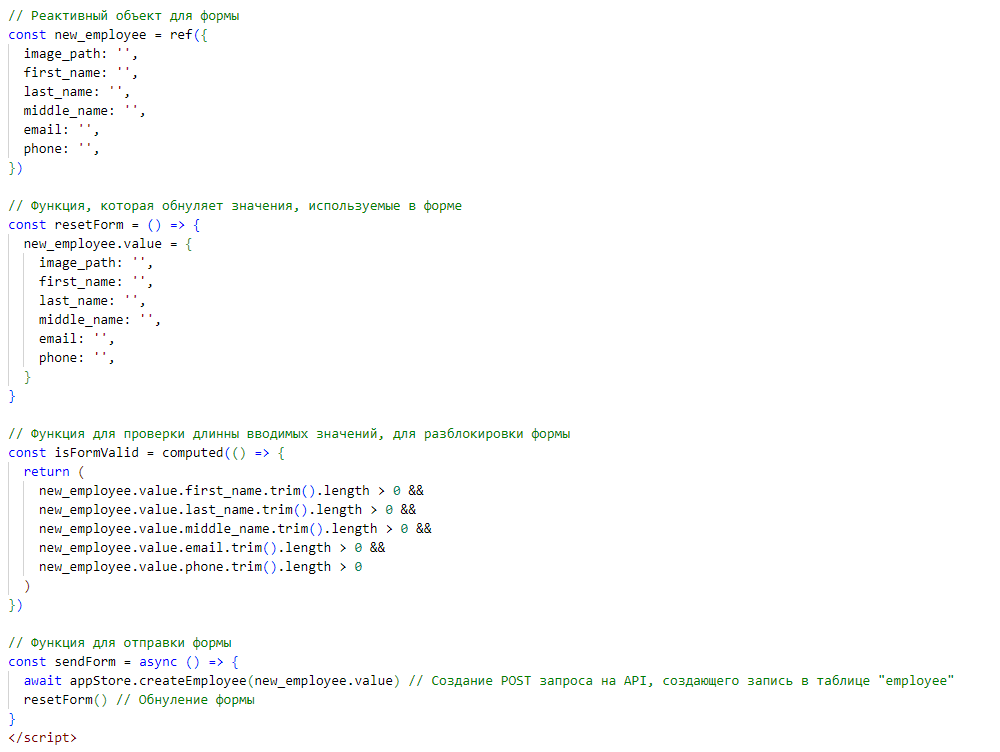 // Реактивный объект для формы
const new_employee = ref({
  image_path: '',
  first_name: '',
  last_name: '',
  middle_name: '',
  email: '',
  phone: '',
})

// Функция, которая обнуляет значения, используемые в форме
const resetForm = () => {
  new_employee.value = {
    image_path: '',
    first_name: '',
    last_name: '',
    middle_name: '',
    email: '',
    phone: '',
  }
}

// Функция для проверки длинны вводимых значений, для разблокировки формы
const isFormValid = computed(() => {
  return (
    new_employee.value.first_name.trim().length > 0 &&
    new_employee.value.last_name.trim().length > 0 &&
    new_employee.value.middle_name.trim().length > 0 &&
    new_employee.value.email.trim().length > 0 &&
    new_employee.value.phone.trim().length > 0
  )
})

// Функция для отправки формы
const sendForm = async () => {
  await appStore.createEmployee(new_employee.value) // Создание POST запроса на API, создающего запись в таблице "employee"
  resetForm() // Обнуление формы
}
</script>